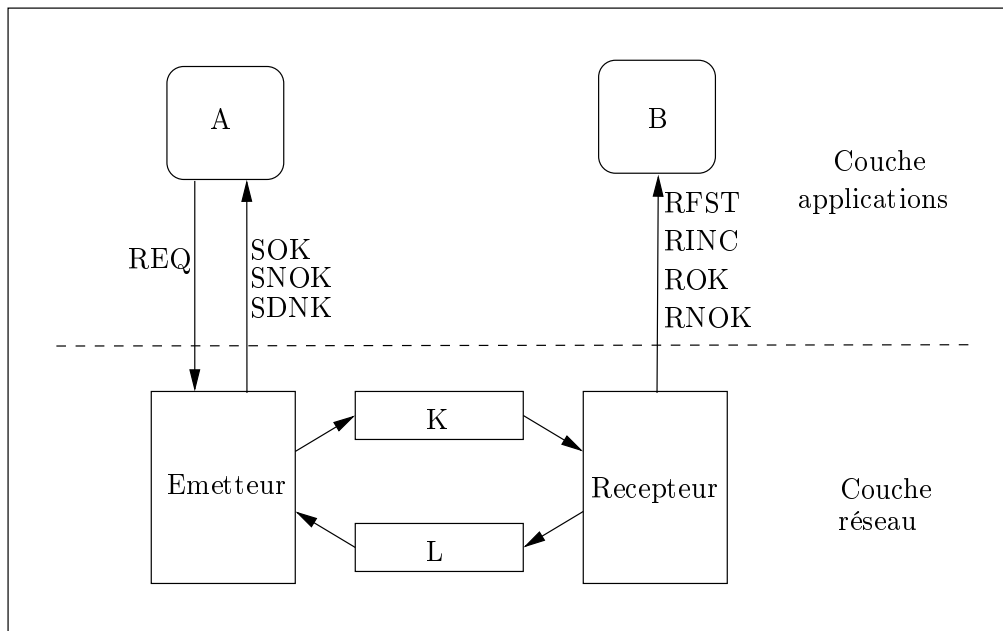 A
B
Couche
applications
REQ
SOK
SNOK
SDNK
RFST
RINC
ROK
RNOK
K
Emetteur
Recepteur
L
Couche
réseau